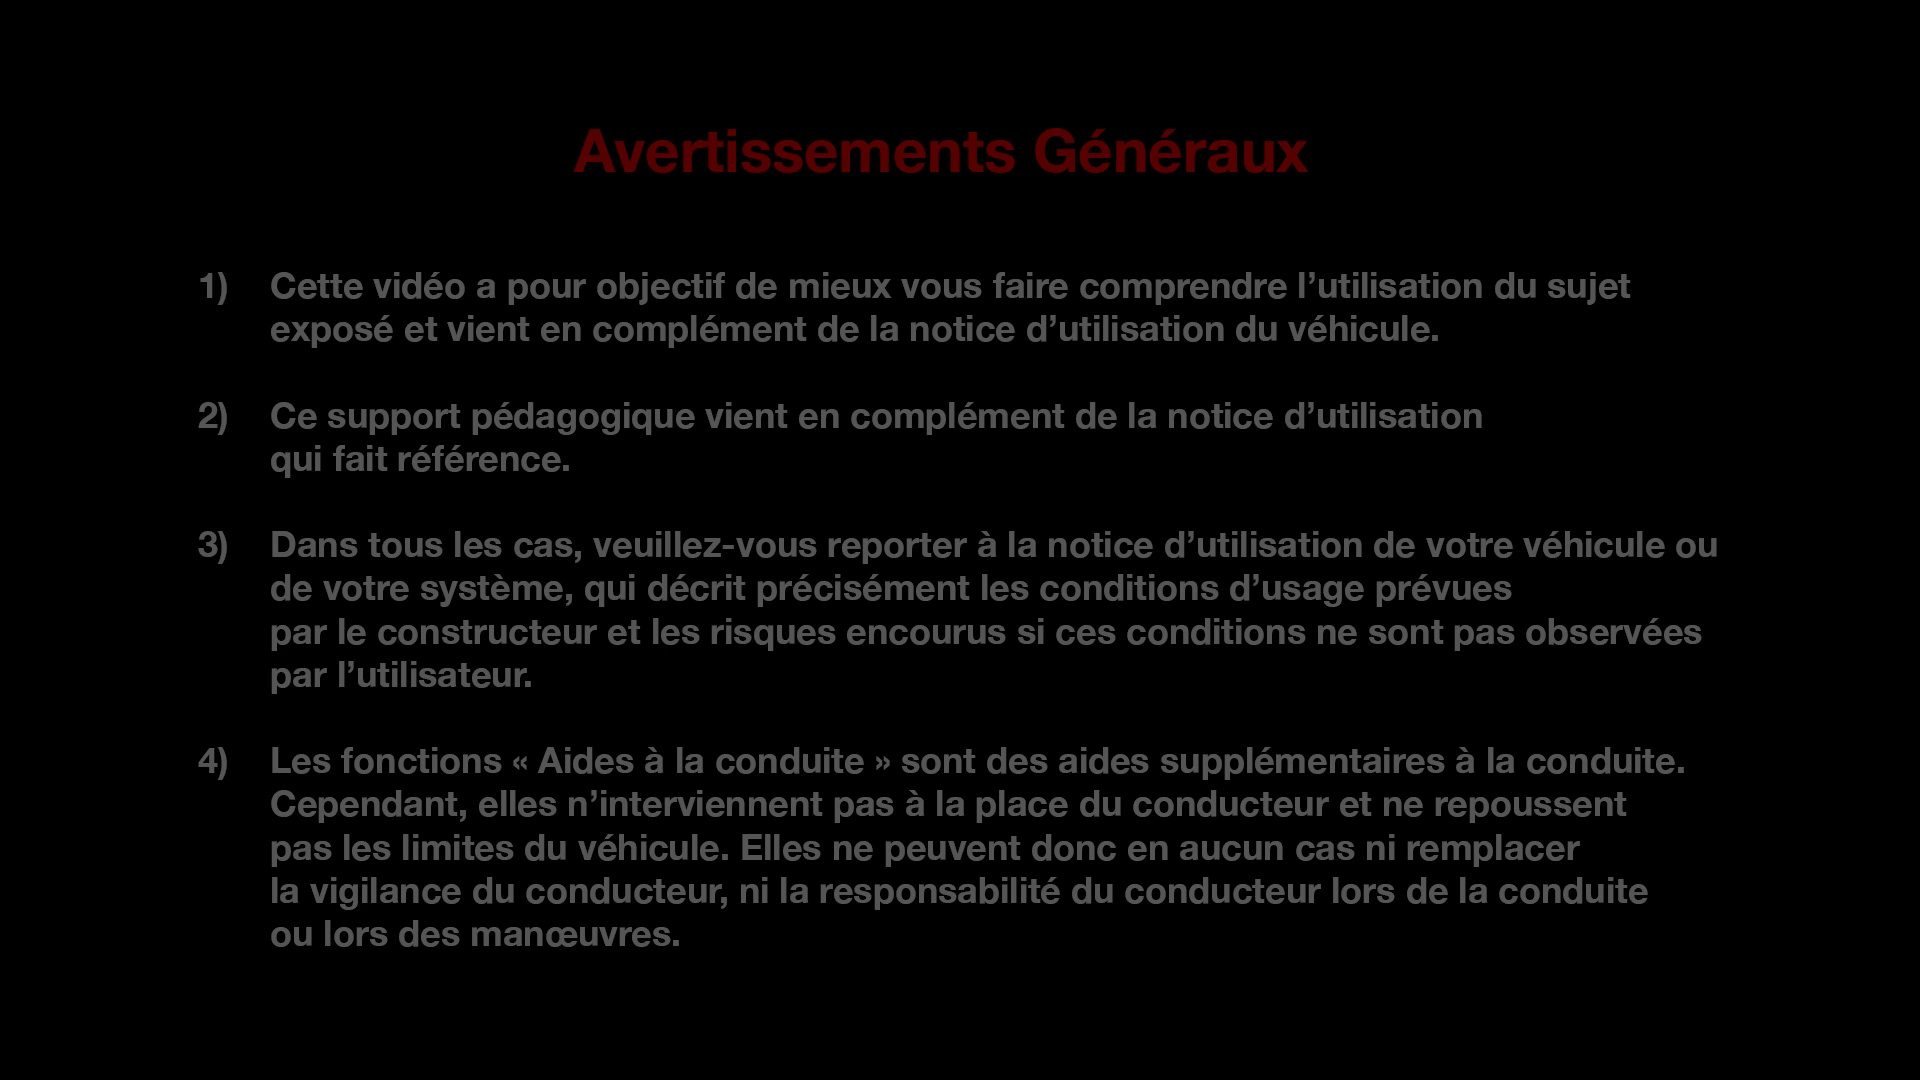 Avertissements Généraux
1) Cette vidéo a pour objectif de mieux vous faire comprendre l’utilisation du sujet
exposé et vient en complément de la notice d’utilisation du véhicule.
2) Ce support pédagogique vient en complément de la notice d’utilisation
qui fait référence.
3) Dans tous les cas, veuillez-vous reporter à la notice d’utilisation de votre véhicule ou
de votre système, qui décrit précisément les conditions d’usage prévues
par le constructeur et les risques encourus si ces conditions ne sont pas observées
par l’utilisateur.
4) Les fonctions « Aides à la conduite » sont des aides supplémentaires à la conduite.
Cependant, elles n’interviennent pas à la place du conducteur et ne repoussent
pas les limites du véhicule. Elles ne peuvent donc en aucun cas ni remplacer
la vigilance du conducteur, ni la responsabilité du conducteur lors de la conduite
ou lors des manœuvres.